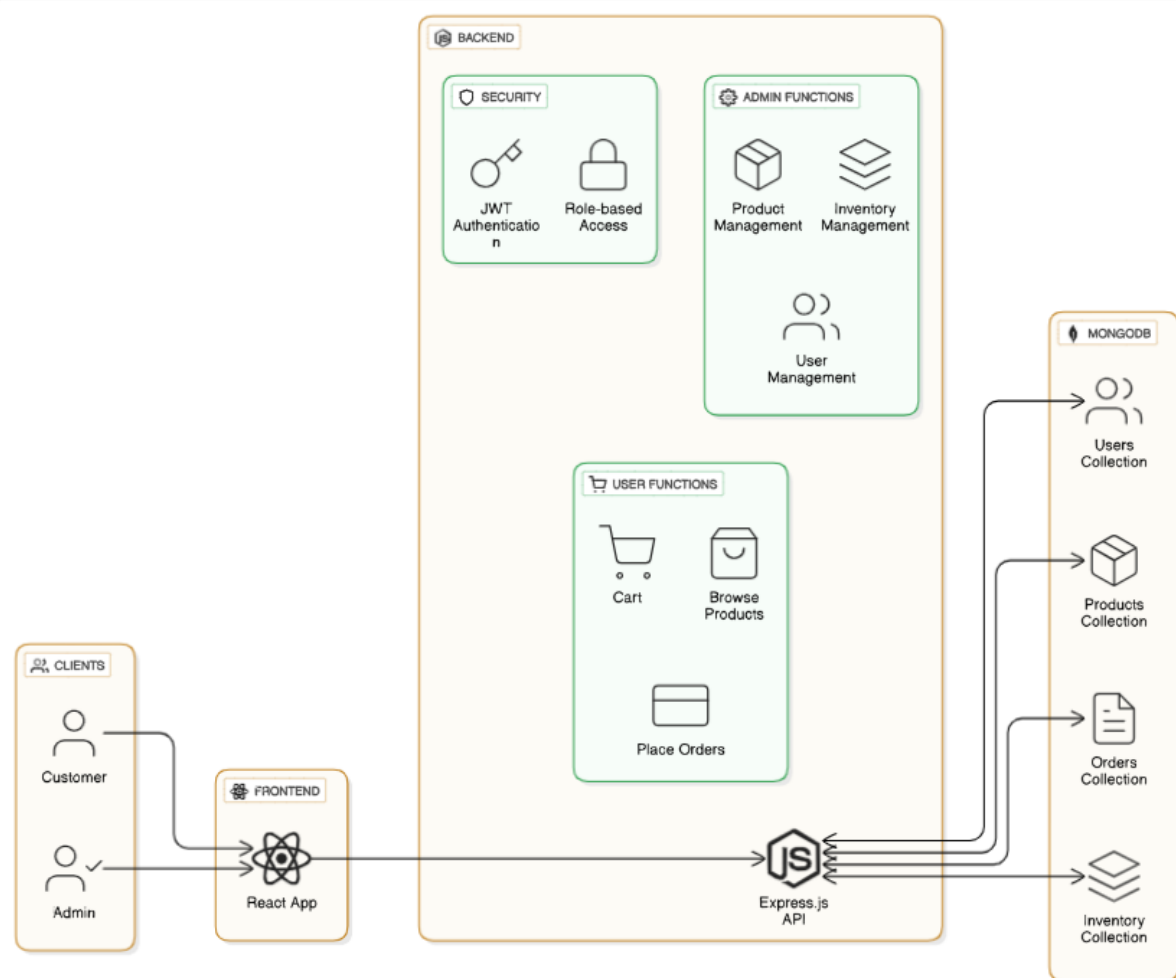 BACKEND
SECURITY
JWT
Authenticatio
n
Role-based
Access
ADMIN FUNCTIONS
Product
Management
Inventory
Management
User
Management
USER FUNCTIONS
Cart
Browse
Products
Place Orders
CLIENTS
Customer
Admin
FRONTEND
React App
JS
Express.js
API
MONGODB
Users
Collection
Products
Collection
Orders
Collection
Inventory
Collection